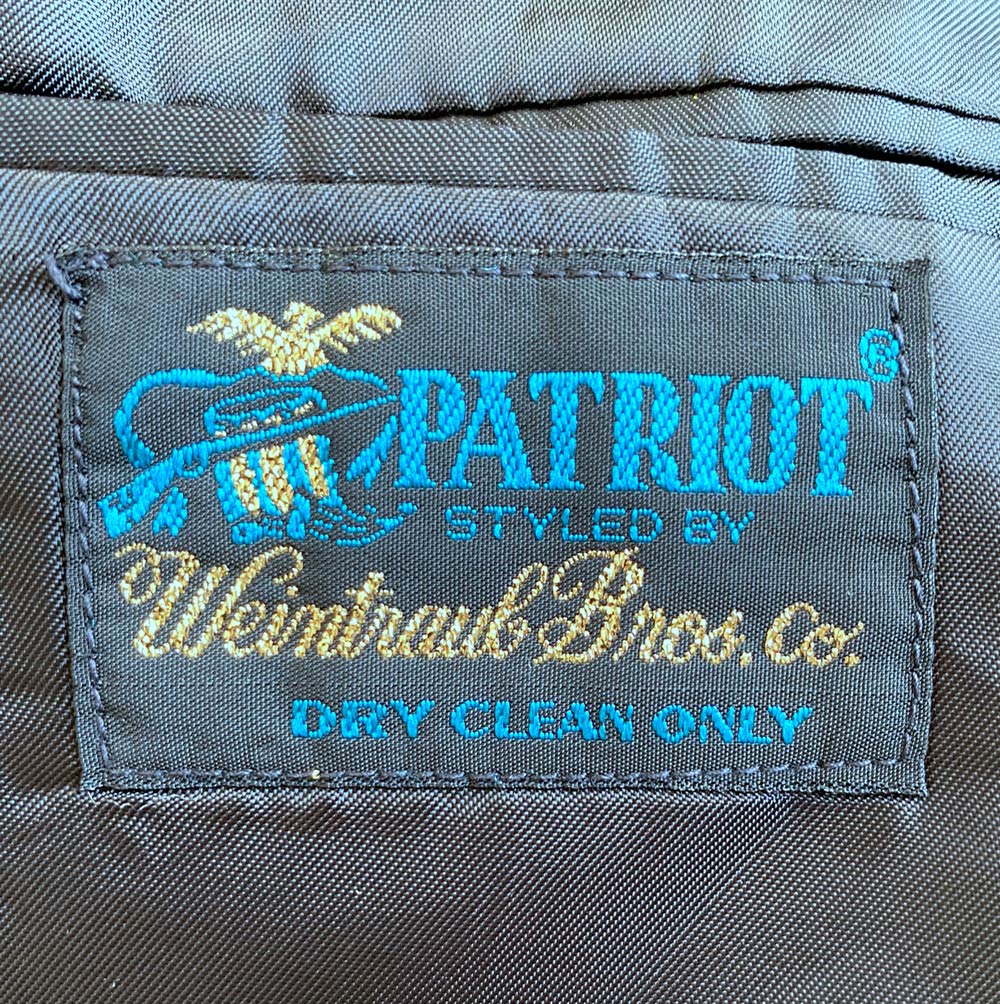 PATRIOT®
STYLED BY
Weintraub Bros. Co.
DRY CLEAN ONLY